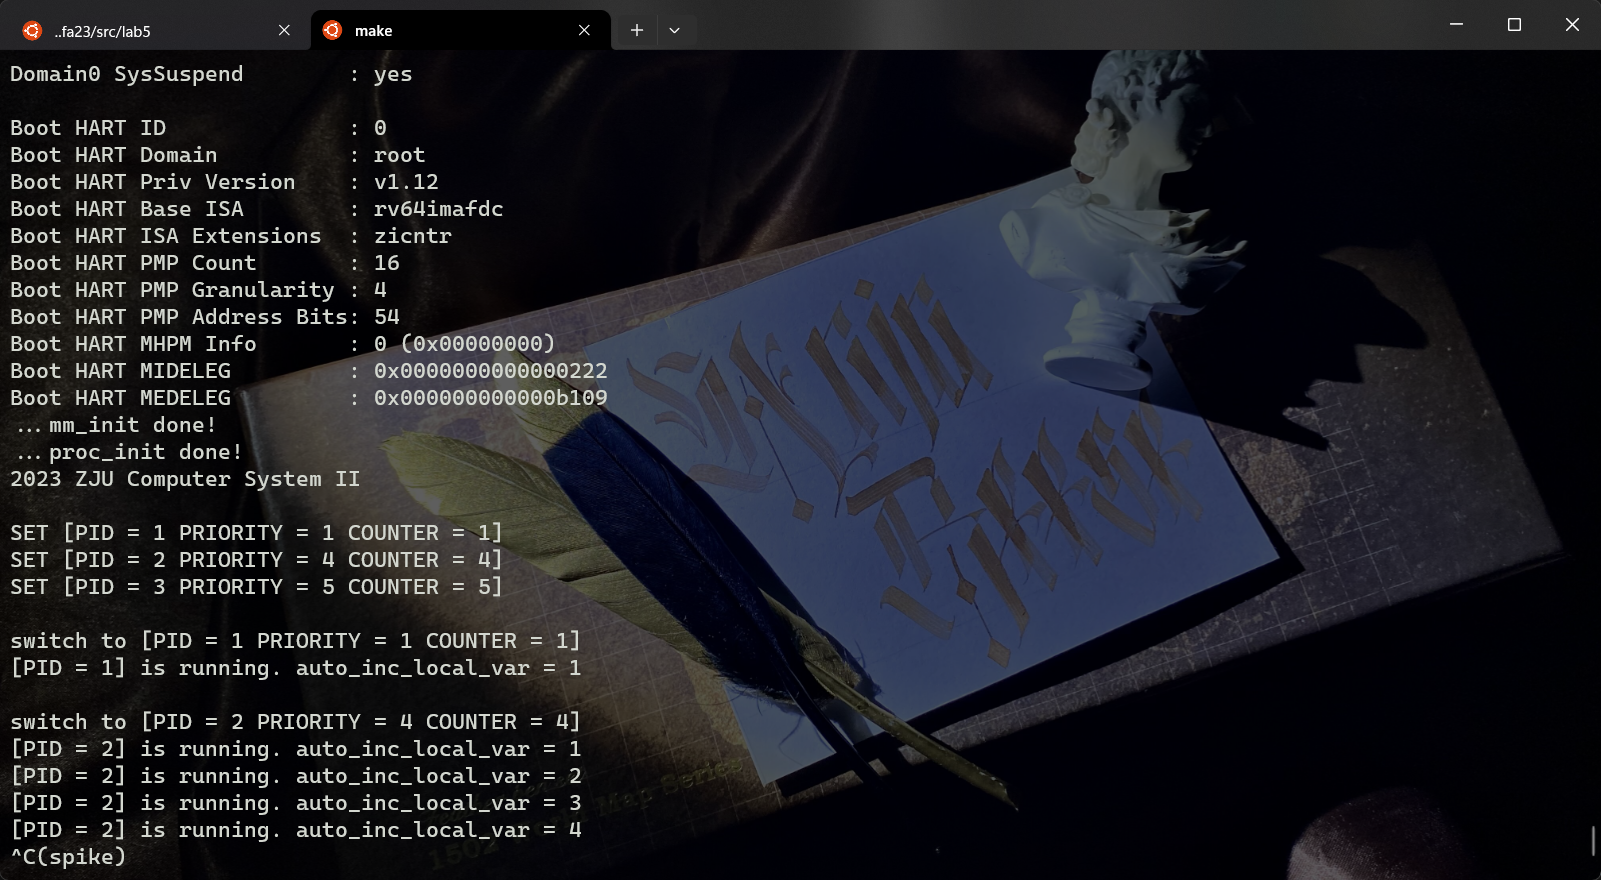 ..fa23/src/lab5
make
Domain0 SysSuspend : yes
Boot HART ID : 0
Boot HART Domain : root
Boot HART Priv Version : v1.12
Boot HART Base ISA : rv64imafdc
Boot HART ISA Extensions : zicntr
Boot HART PMP Count : 16
Boot HART PMP Granularity : 4
Boot HART PMP Address Bits: 54
Boot HART MHPM Info : 0 (0x00000000)
Boot HART MIDELEG : 0x0000000000000222
Boot HART MEDELEG : 0x000000000000b109
...mm_init done!
...proc_init done!
2023 ZJU Computer System II
SET [PID = 1 PRIORITY = 1 COUNTER = 1]
SET [PID = 2 PRIORITY = 4 COUNTER = 4]
SET [PID = 3 PRIORITY = 5 COUNTER = 5]
switch to [PID = 1 PRIORITY = 1 COUNTER = 1]
[PID = 1] is running. auto_inc_local_var = 1
switch to [PID = 2 PRIORITY = 4 COUNTER = 4]
[PID = 2] is running. auto_inc_local_var = 1
[PID = 2] is running. auto_inc_local_var = 2
[PID = 2] is running. auto_inc_local_var = 3
[PID = 2] is running. auto_inc_local_var = 4
^C(spike)
Map Series